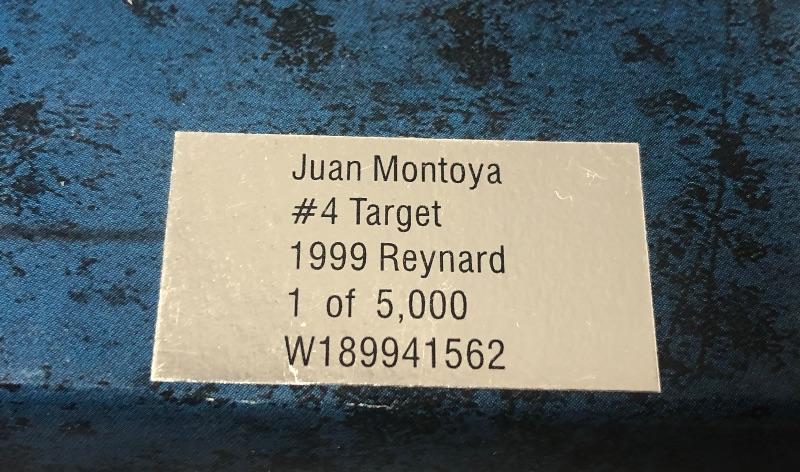 Juan Montoya
#4 Target
1999 Reynard
1 of 5,000
W189941562